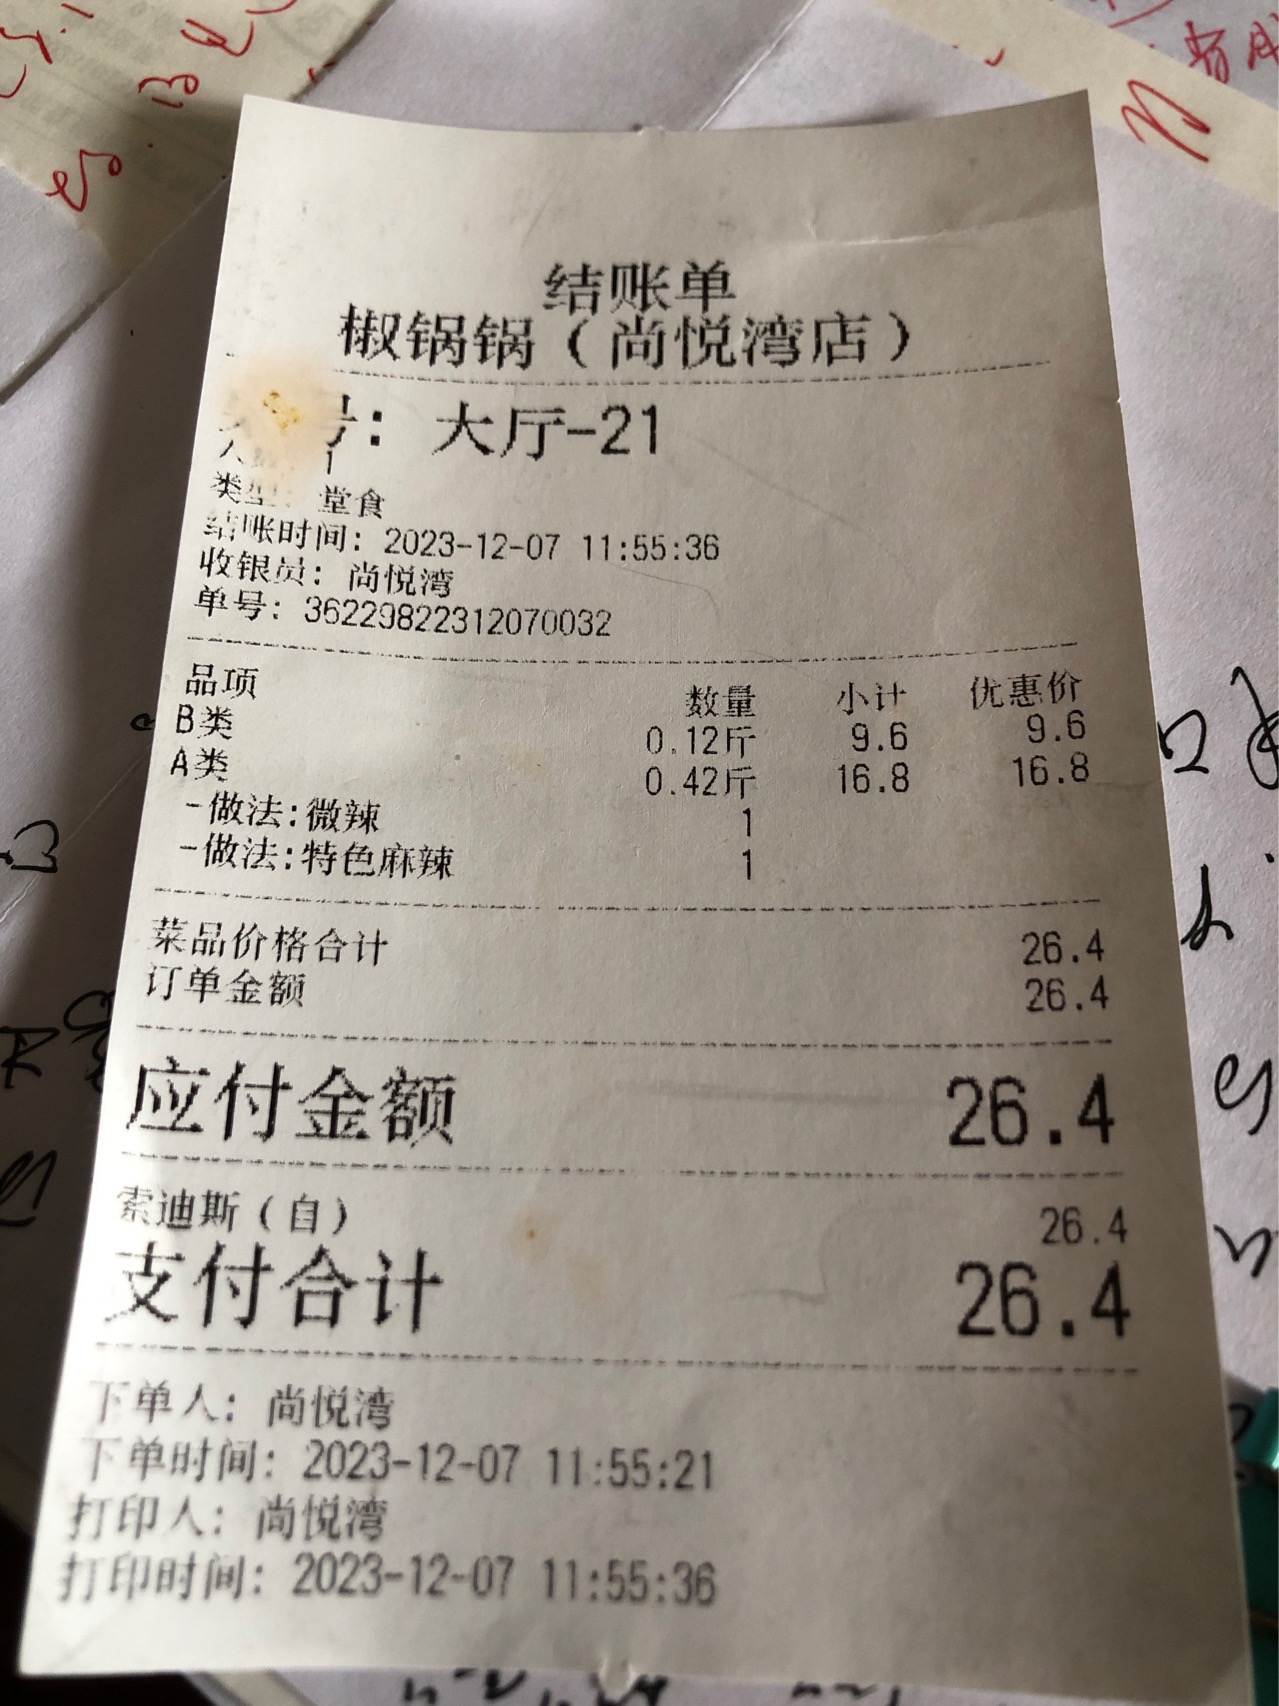 结账单
椒锅锅(尚悦湾店)
号: 大厅-21
类型: 堂食
结账时间: 2023-12-07 11:55:36
收银员: 尚悦湾
单号: 36229822312070032
品项 数量 小计 优惠价
B类 0.12斤 9.6 9.6
A类 0.42斤 16.8 16.8
-做法:微辣 1
-做法:特色麻辣 1
菜品价格合计 26.4
订单金额 26.4
应付金额 26.4
索迪斯(自) 26.4
支付合计 26.4
下单人: 尚悦湾
下单时间: 2023-12-07 11:55:21
打印人: 尚悦湾
打印时间: 2023-12-07 11:55:36